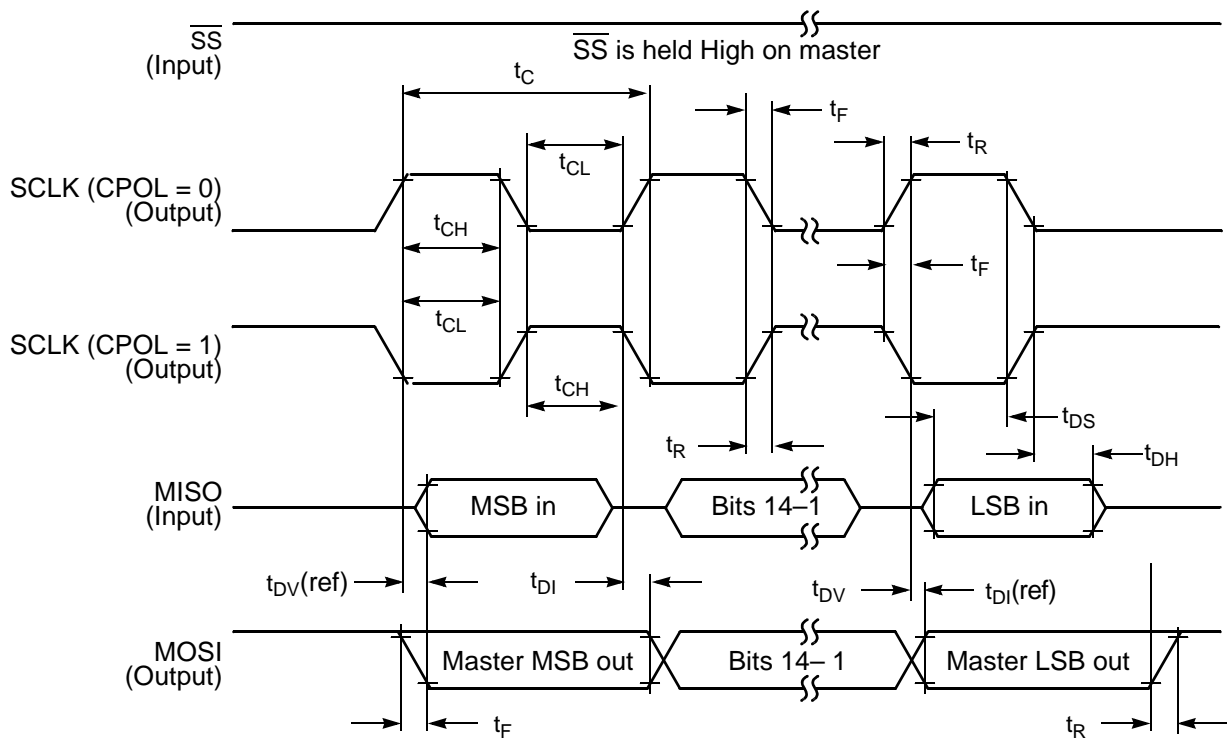 SS
(Input)
SS is held High on master
tC
tF
tR
tCL
SCLK (CPOL = 0)
(Output)
tCH
tF
tCL
SCLK (CPOL = 1)
(Output)
tCH
tDS
tR
tDH
MISO
(Input)
MSB in
Bits 14–1
LSB in
tDV(ref)
tDI
tDV
tDI(ref)
MOSI
(Output)
Master MSB out
Bits 14– 1
Master LSB out
tF
tR